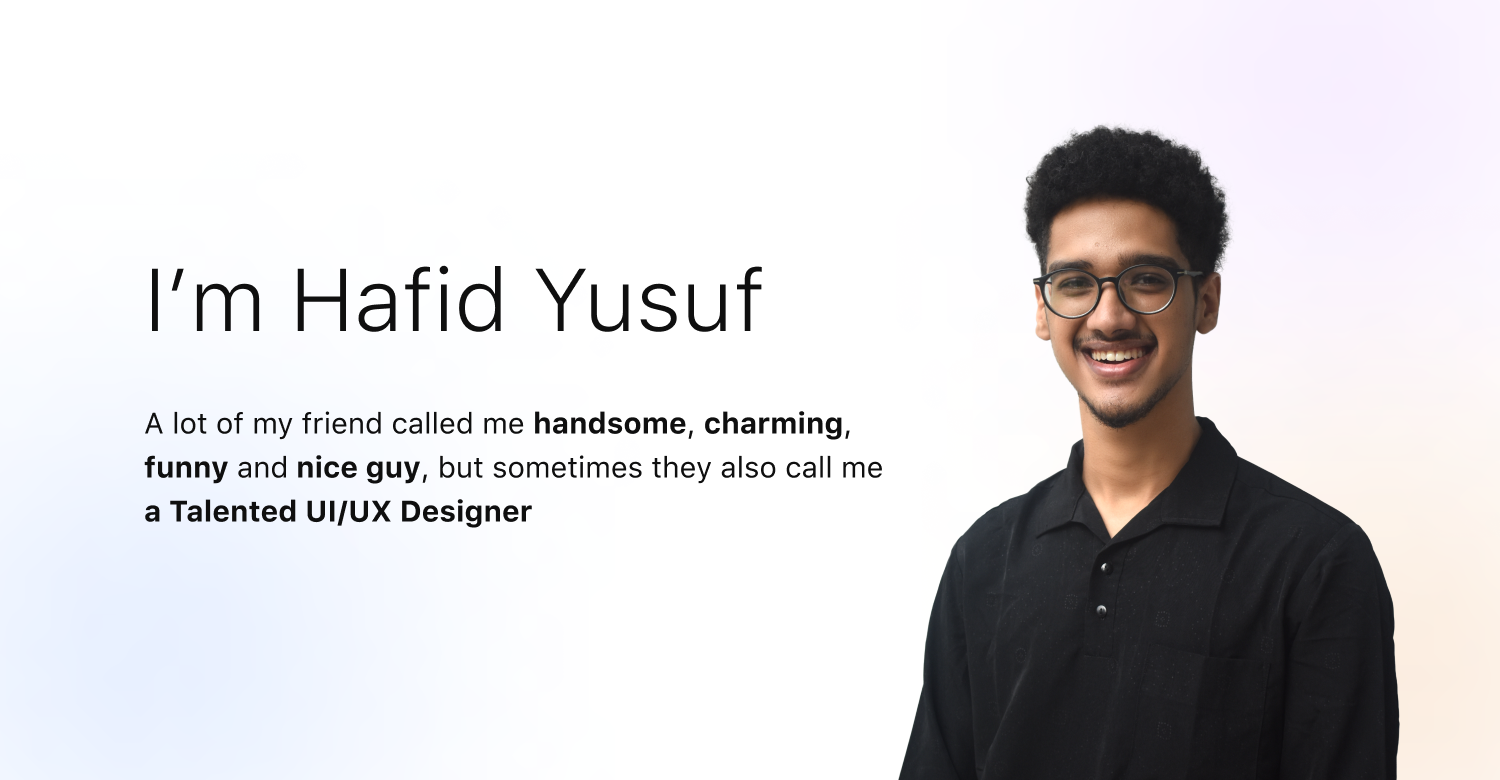 I’m Hafid Yusuf
A lot of my friend called me handsome, charming,
funny and nice guy, but sometimes they also call me
a Talented UI/UX Designer